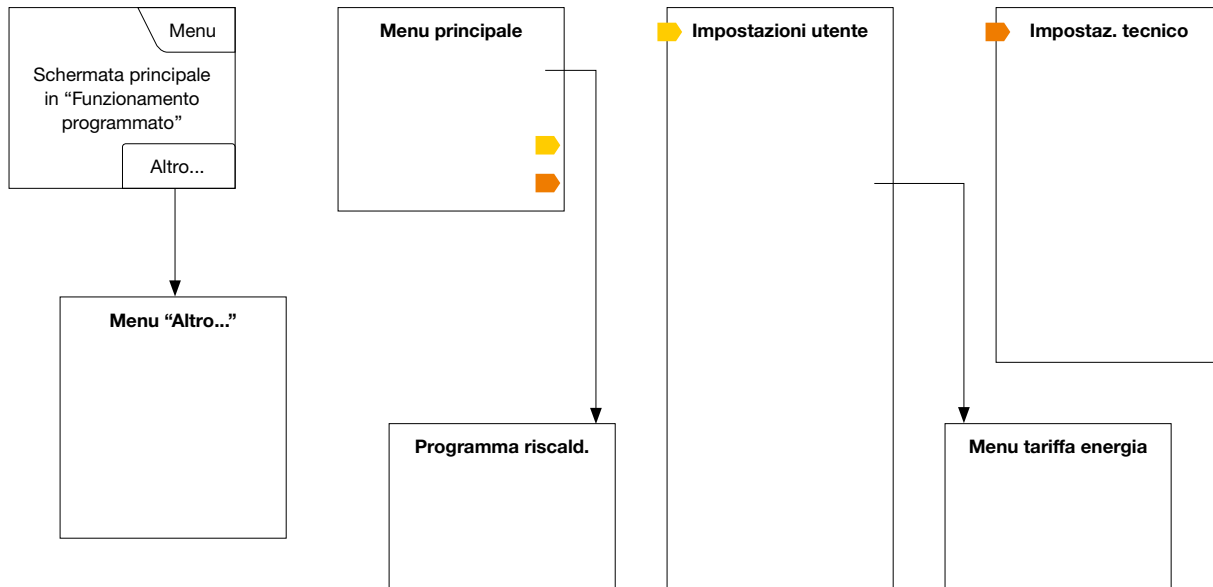 Menu
Schermata principale
in “Funzionamento
programmato”
Altro...
Menu “Altro...”
Menu principale
Programma riscald.
Impostazioni utente
Menu tariffa energia
Impostaz. tecnico